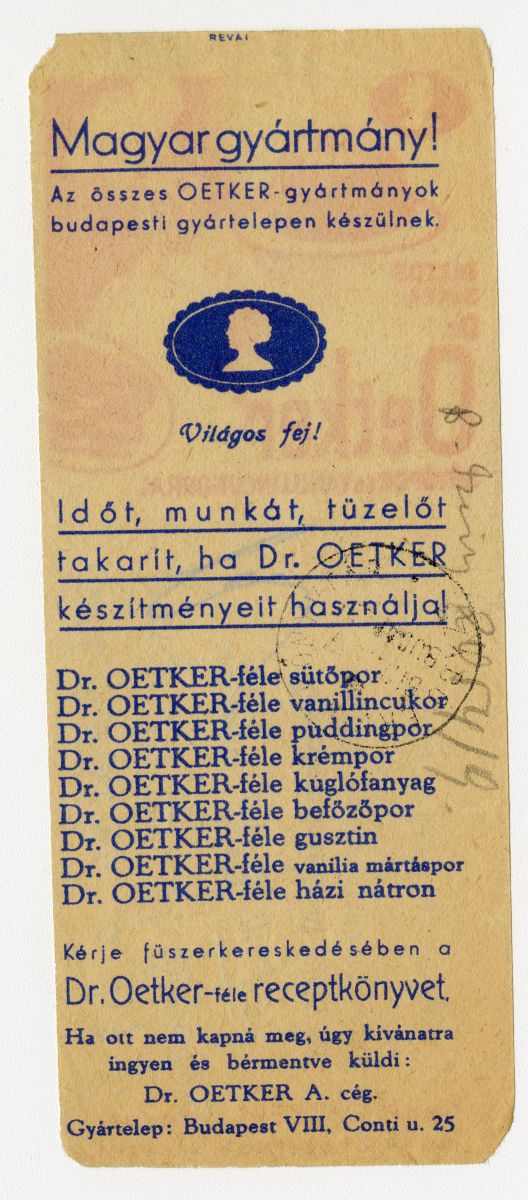 REVAI
Magyar gyártmány!
Az összes OETKER-gyártmányok
budapesti gyártelepen készülnek.
Világos fej!
Időt, munkát, tüzelőt
takarit, ha Dr. OETKER
készítményeit használja!
Dr. OETKER-féle sütőpor
Dr. OETKER-féle vanillincukor
Dr. OETKER-féle puddingpor
Dr. OETKER-féle krémpor
Dr. OETKER-féle kuglófanyag
Dr. OETKER-féle befőzőpor
Dr. OETKER-féle gusztin
Dr. OETKER-féle vanilia mártáspor
Dr. OETKER-féle házi nátron
Kérje füszerkereskedésében a
Dr. Oetker-féle receptkönyvet.
Ha ott nem kapná meg, úgy kívánatra
ingyen és bérmentve küldi:
Dr. OETKER A. cég.
Gyártelep: Budapest VIII, Conti u. 25